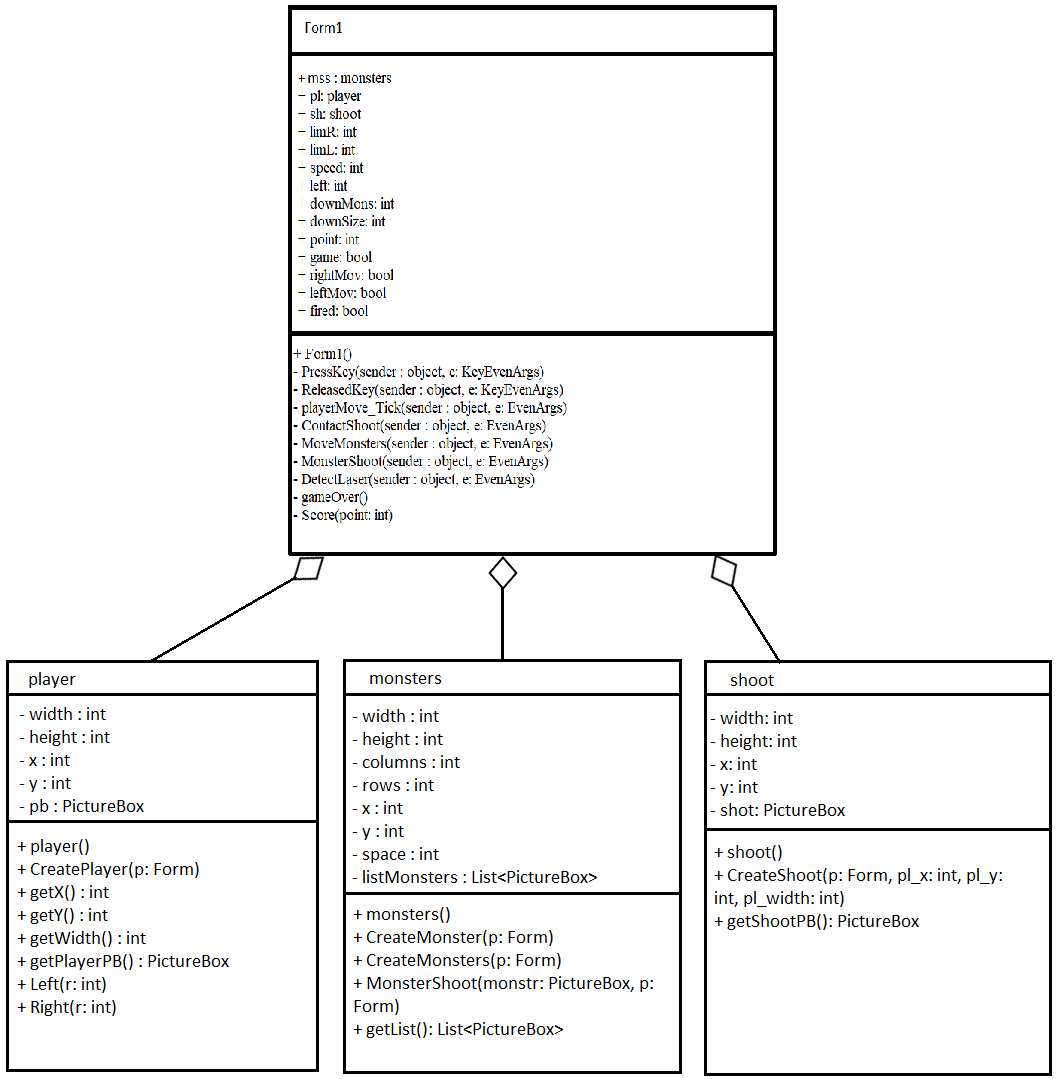 Form1
+ mss : monsters
+ pl: player
+ sh: shoot
+ limR: int
+ limL: int
+ speed: int
left: int
downMons: int
+ downSize: int
+ point: int
+ game: bool
+ rightMov: bool
+ leftMov: bool
+ fired: bool
+ Form1()
- PressKey(sender : object, e: KeyEvenArgs)
- ReleasedKey(sender : object, e: KeyEvenArgs)
- playerMove_Tick(sender : object, e: EvenArgs)
- ContactShoot(sender : object, e: EvenArgs)
- MoveMonsters(sender : object, e: EvenArgs)
- MonsterShoot(sender : object, e: EvenArgs)
- DetectLaser(sender : object, e: EvenArgs)
- gameOver()
- Score(point: int)
player
- width : int
- height : int
- x : int
- y : int
- pb : PictureBox
+ player()
+ CreatePlayer(p: Form)
+ getX() : int
+ getY() : int
+ getWidth() : int
+ getPlayerPB() : PictureBox
+ Left(r: int)
+ Right(r: int)
monsters
- width : int
- height : int
- columns : int
- rows : int
- x : int
- y : int
- space : int
- listMonsters : List<PictureBox>
+ monsters()
+ CreateMonster(p: Form)
+ CreateMonsters(p: Form)
+ MonsterShoot(monstr: PictureBox, p:
Form)
+ getList(): List<PictureBox>
shoot
- width: int
- height: int
- x: int
- y: int
- shot: PictureBox
+ shoot()
+ CreateShoot(p: Form, pl_x: int, pl_y:
int, pl_width: int)
+ getShootPB(): PictureBox